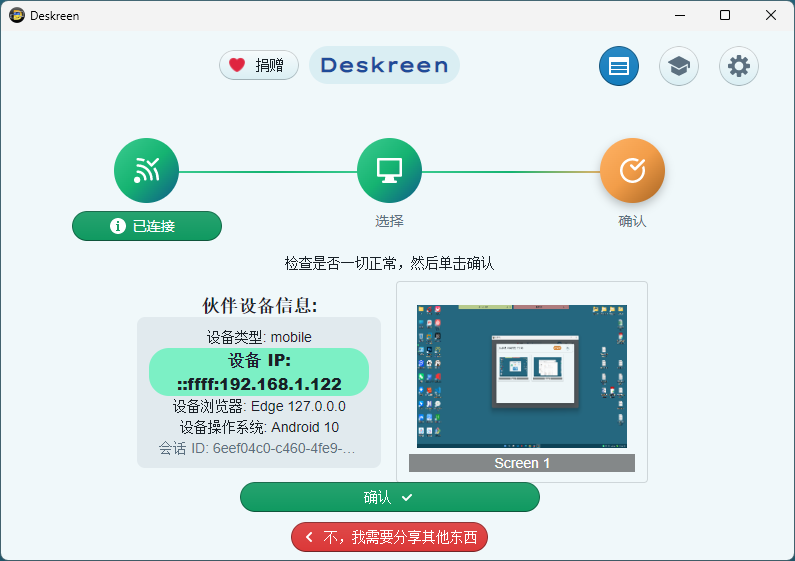 Deskreen
捐赠
Deskreen
已连接
选择
确认
检查是否一切正常，然后单击确认
伙伴设备信息:
设备类型: mobile
设备 IP:
::ffff:192.168.1.122
设备浏览器: Edge 127.0.0.0
设备操作系统: Android 10
会话 ID: 6eef04c0-c460-4fe9-…
Screen 1
确认
不，我需要分享其他东西